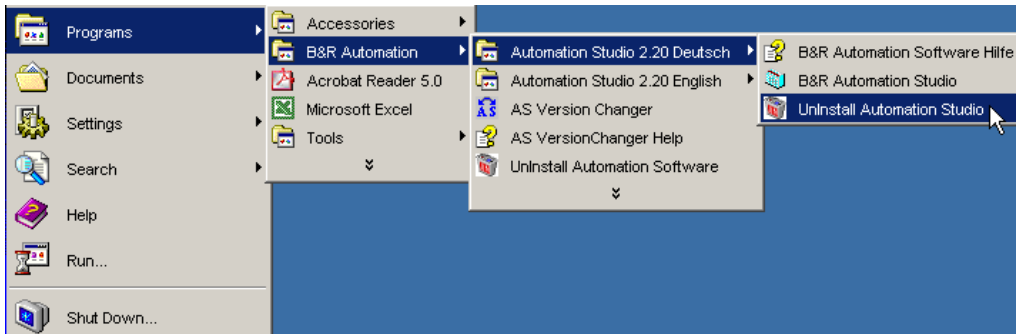 Programs
Documents
Settings
Search
Help
Run...
Shut Down...
Accessories
B&R Automation
Acrobat Reader 5.0
Microsoft Excel
Tools
Automation Studio 2.20 Deutsch
Automation Studio 2.20 English
AS Version Changer
AS VersionChanger Help
UnInstall Automation Software
B&R Automation Software Hilfe
B&R Automation Studio
UnInstall Automation Studio